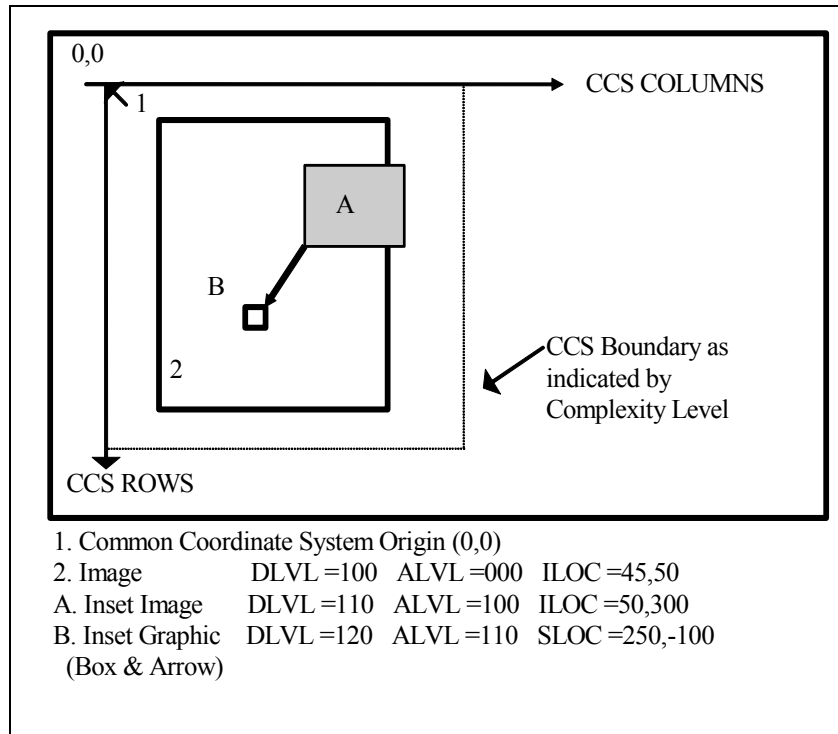 0,0
CCS COLUMNS
1
A
B
2
CCS Boundary as
indicated by
Complexity Level
CCS ROWS
1. Common Coordinate System Origin (0,0)
2. Image DLVL =100 ALVL =000 ILOC =45,50
A. Inset Image DLVL =110 ALVL =100 ILOC =50,300
B. Inset Graphic DLVL =120 ALVL =110 SLOC =250,-100
(Box & Arrow)